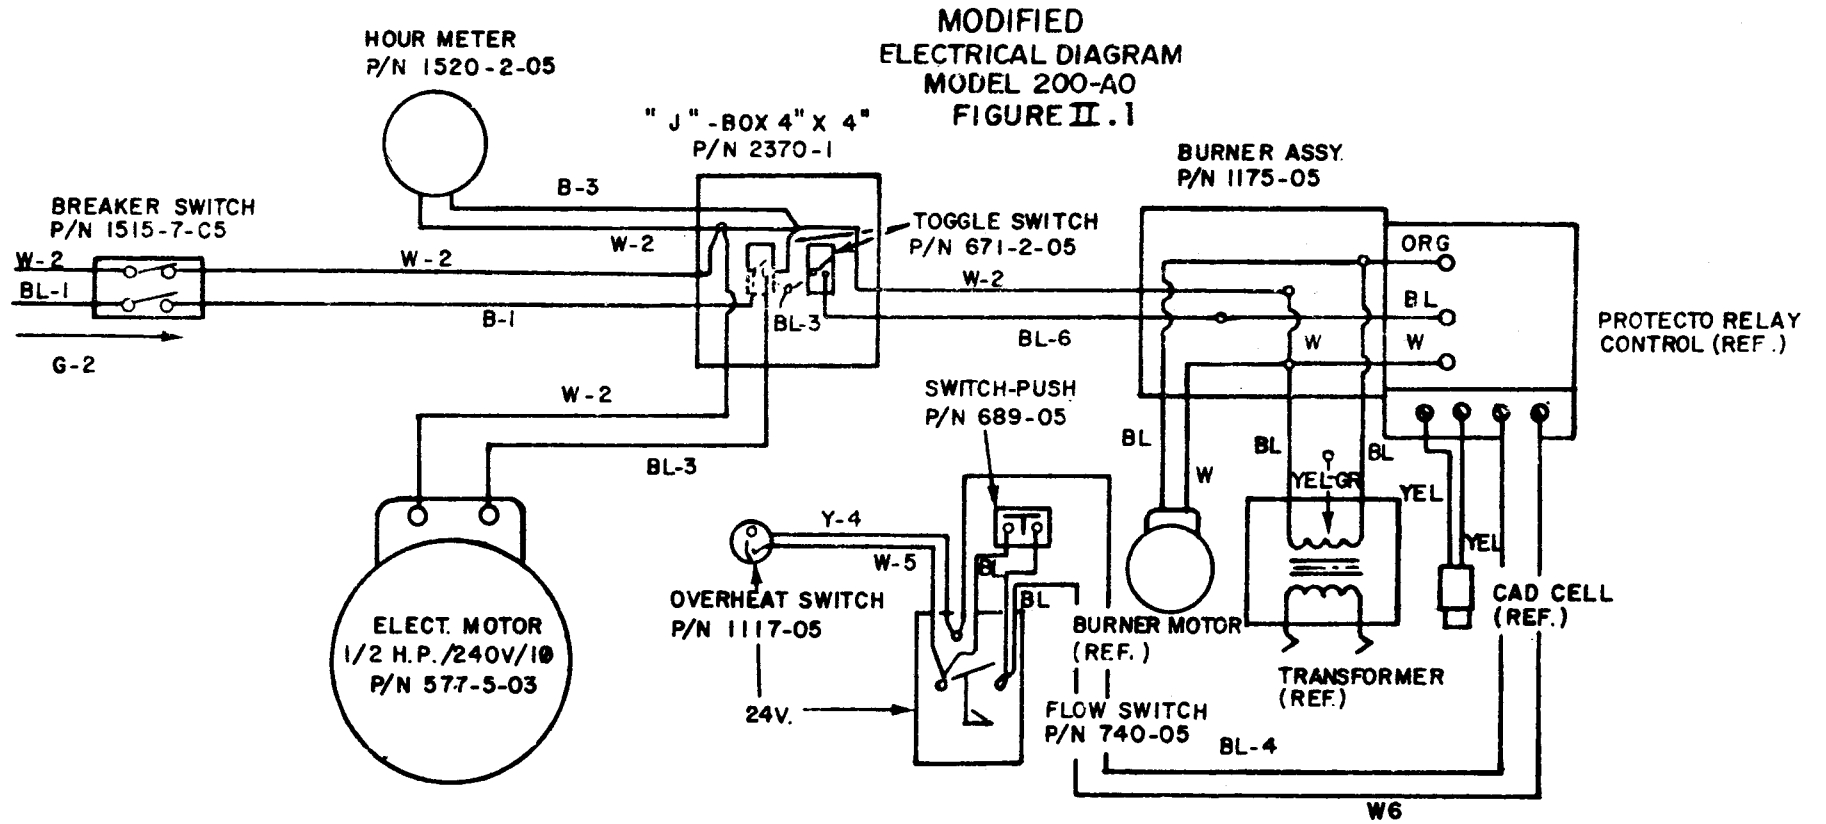 MODIFIED
ELECTRICAL DIAGRAM
MODEL 200-AO
FIGURE II.1
HOUR METER
P/N 1520-2-05
"J"-BOX 4" X 4"
P/N 2370-1
BURNER ASSY.
P/N 1175-05
BREAKER SWITCH
P/N 1515-7-C5
B-3
TOGGLE SWITCH
P/N 671-2-05
ORG
W-2
W-2
W-2
W-2
BL-1
B-1
BL-3
BL-6
BL
W
W
PROTECTO RELAY
CONTROL (REF.)
G-2
W-2
SWITCH-PUSH
P/N 689-05
BL-3
BL
W
BL
BL
YEL-GR
YEL
YEL
Y-4
W-5
BL
BL
OVERHEAT SWITCH
P/N 1117-05
CAD CELL
(REF.)
ELECT. MOTOR
1/2 H.P./240V/10
P/N 577-5-03
BURNER MOTOR
(REF.)
TRANSFORMER
(REF.)
24V.
FLOW SWITCH
P/N 740-05
BL-4
W6